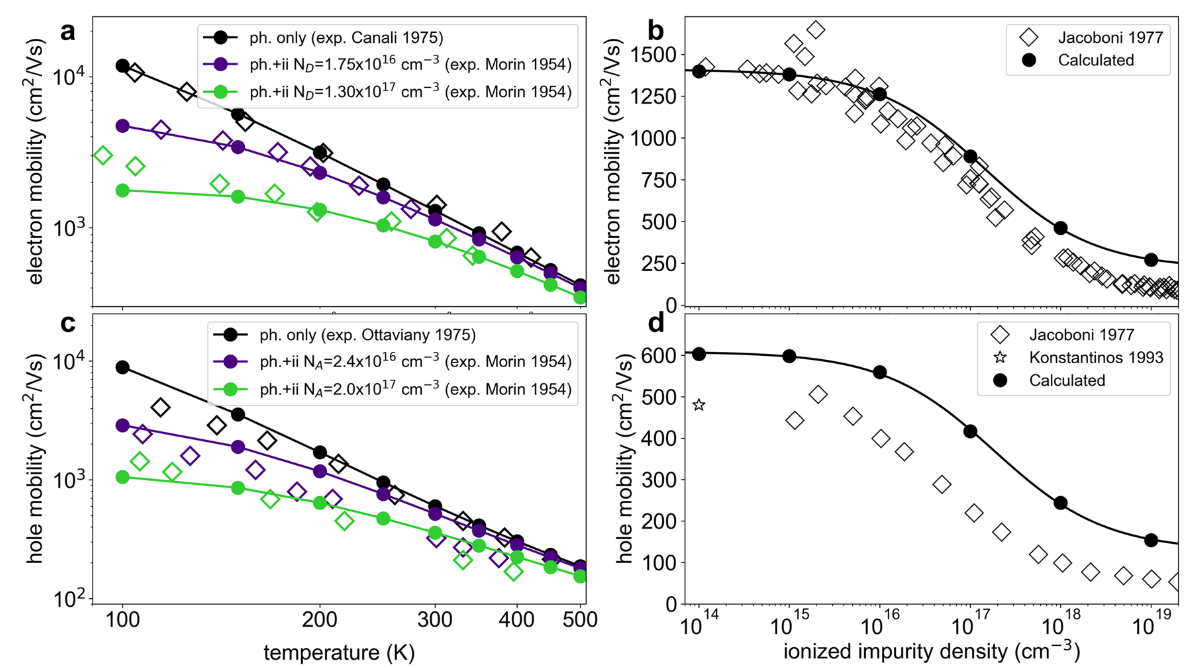 a
ph. only (exp. Canali 1975)
ph.+ii N_D=1.75x10^16 cm^−3 (exp. Morin 1954)
ph.+ii N_D=1.30x10^17 cm^−3 (exp. Morin 1954)
electron mobility (cm^2/Vs)
10^4
10^3
b
Jacoboni 1977
Calculated
electron mobility (cm^2/Vs)
1500
1250
1000
750
500
250
0
c
ph. only (exp. Ottaviany 1975)
ph.+ii N_A=2.4x10^16 cm^−3 (exp. Morin 1954)
ph.+ii N_A=2.0x10^17 cm^−3 (exp. Morin 1954)
hole mobility (cm^2/Vs)
10^4
10^3
10^2
100
200
300
400
500
temperature (K)
d
Jacoboni 1977
Konstantinos 1993
Calculated
hole mobility (cm^2/Vs)
600
500
400
300
200
100
0
10^14
10^15
10^16
10^17
10^18
10^19
ionized impurity density (cm^−3)